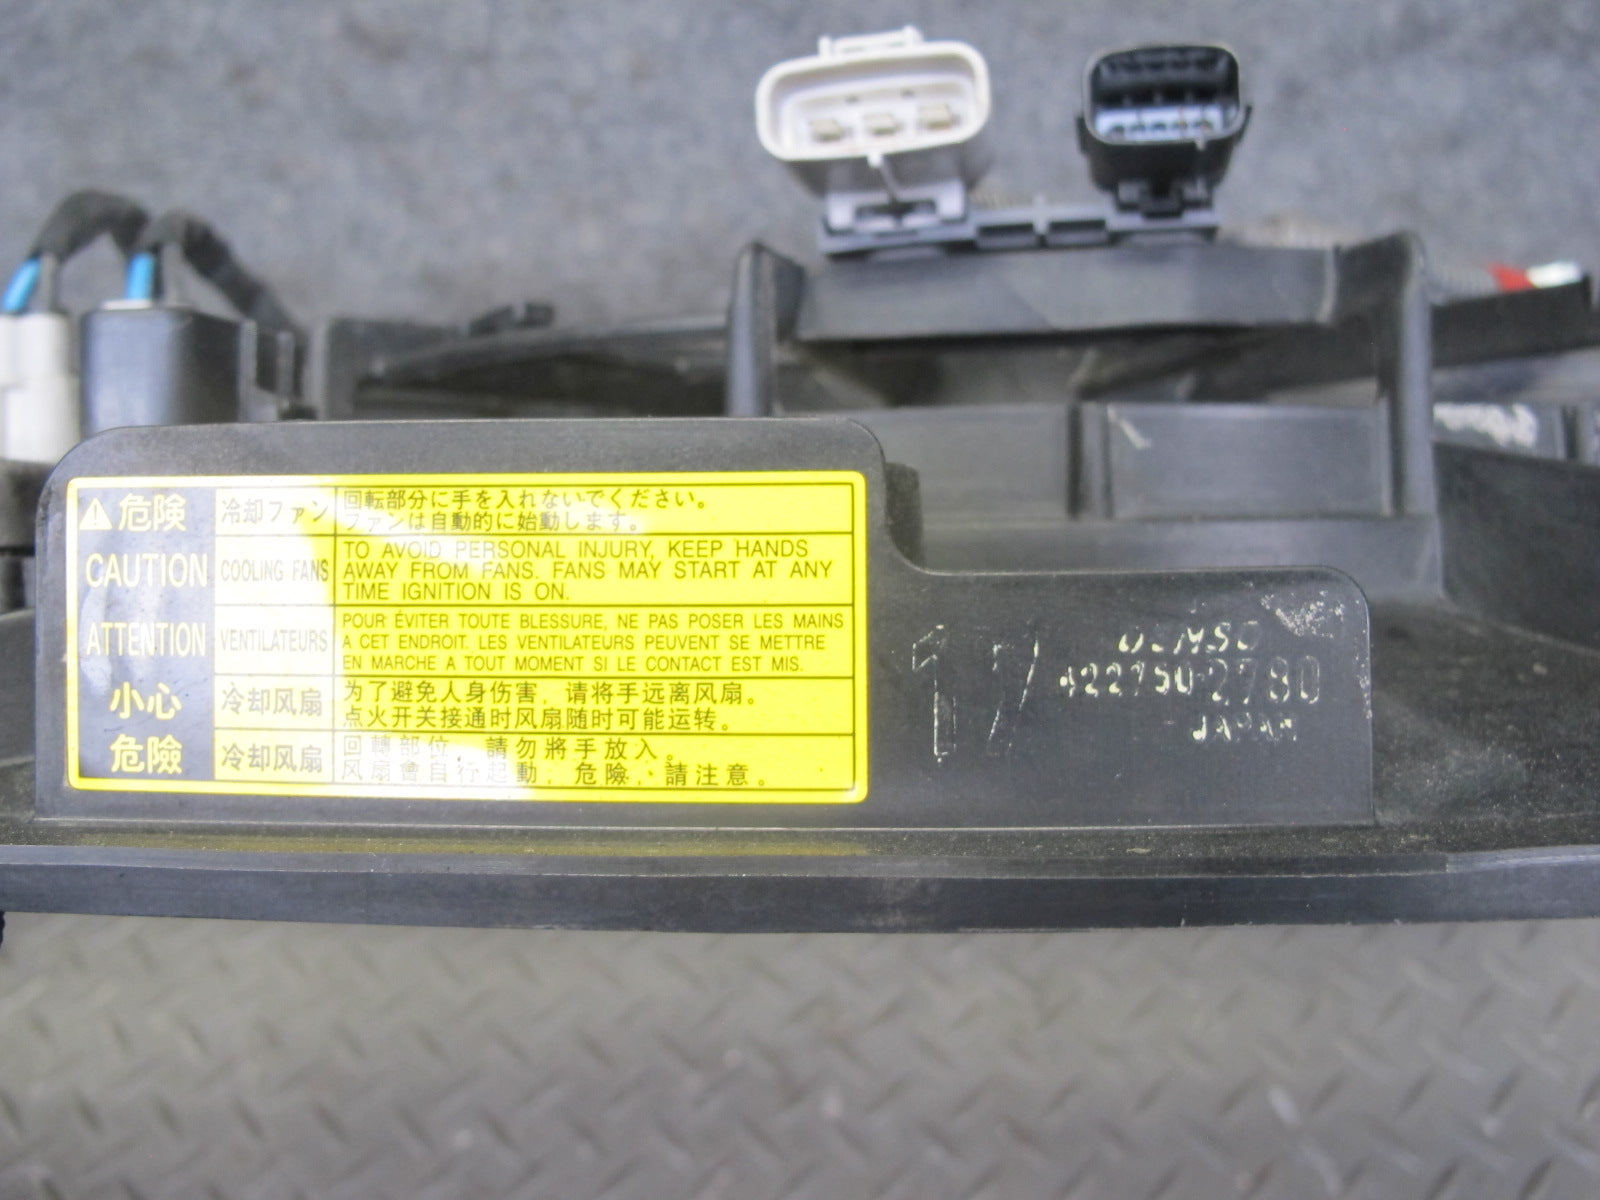 危険 冷却ファン 回転部分に手を入れないでください。
ファンは自動的に始動します。
CAUTION COOLING FANS TO AVOID PERSONAL INJURY, KEEP HANDS
AWAY FROM FANS. FANS MAY START AT ANY
TIME IGNITION IS ON.
ATTENTION VENTILATEURS POUR ÉVITER TOUTE BLESSURE, NE PAS POSER LES MAINS
A CET ENDROIT. LES VENTILATEURS PEUVENT SE METTRE
EN MARCHE A TOUT MOMENT SI LE CONTACT EST MIS.
小心 冷却风扇 为了避免人身伤害，请将手远离风扇。
点火开关接通时风扇随时可能运转。
危險 冷却风扇 回轉部位，請勿將手放入。
风扇會自行起動，危險，請注意。
17
DENSO
422750-2780
JAPAN